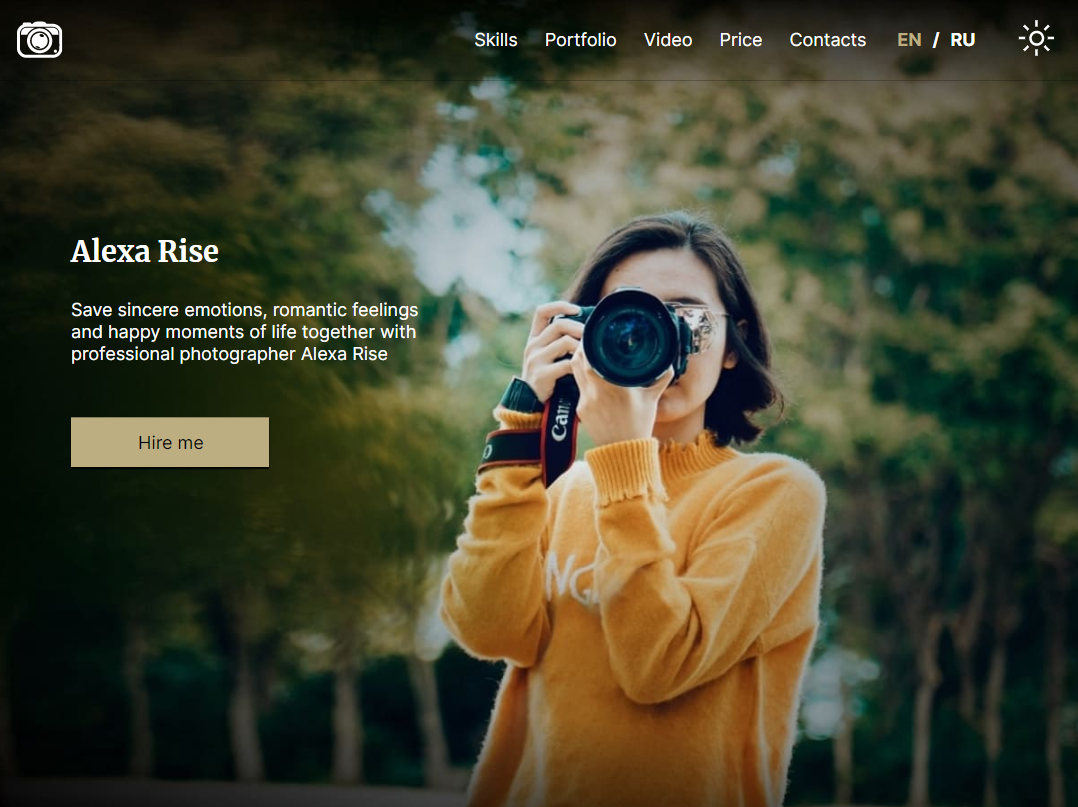 Skills Portfolio Video Price Contacts EN / RU
Alexa Rise
Save sincere emotions, romantic feelings
and happy moments of life together with
professional photographer Alexa Rise
Hire me